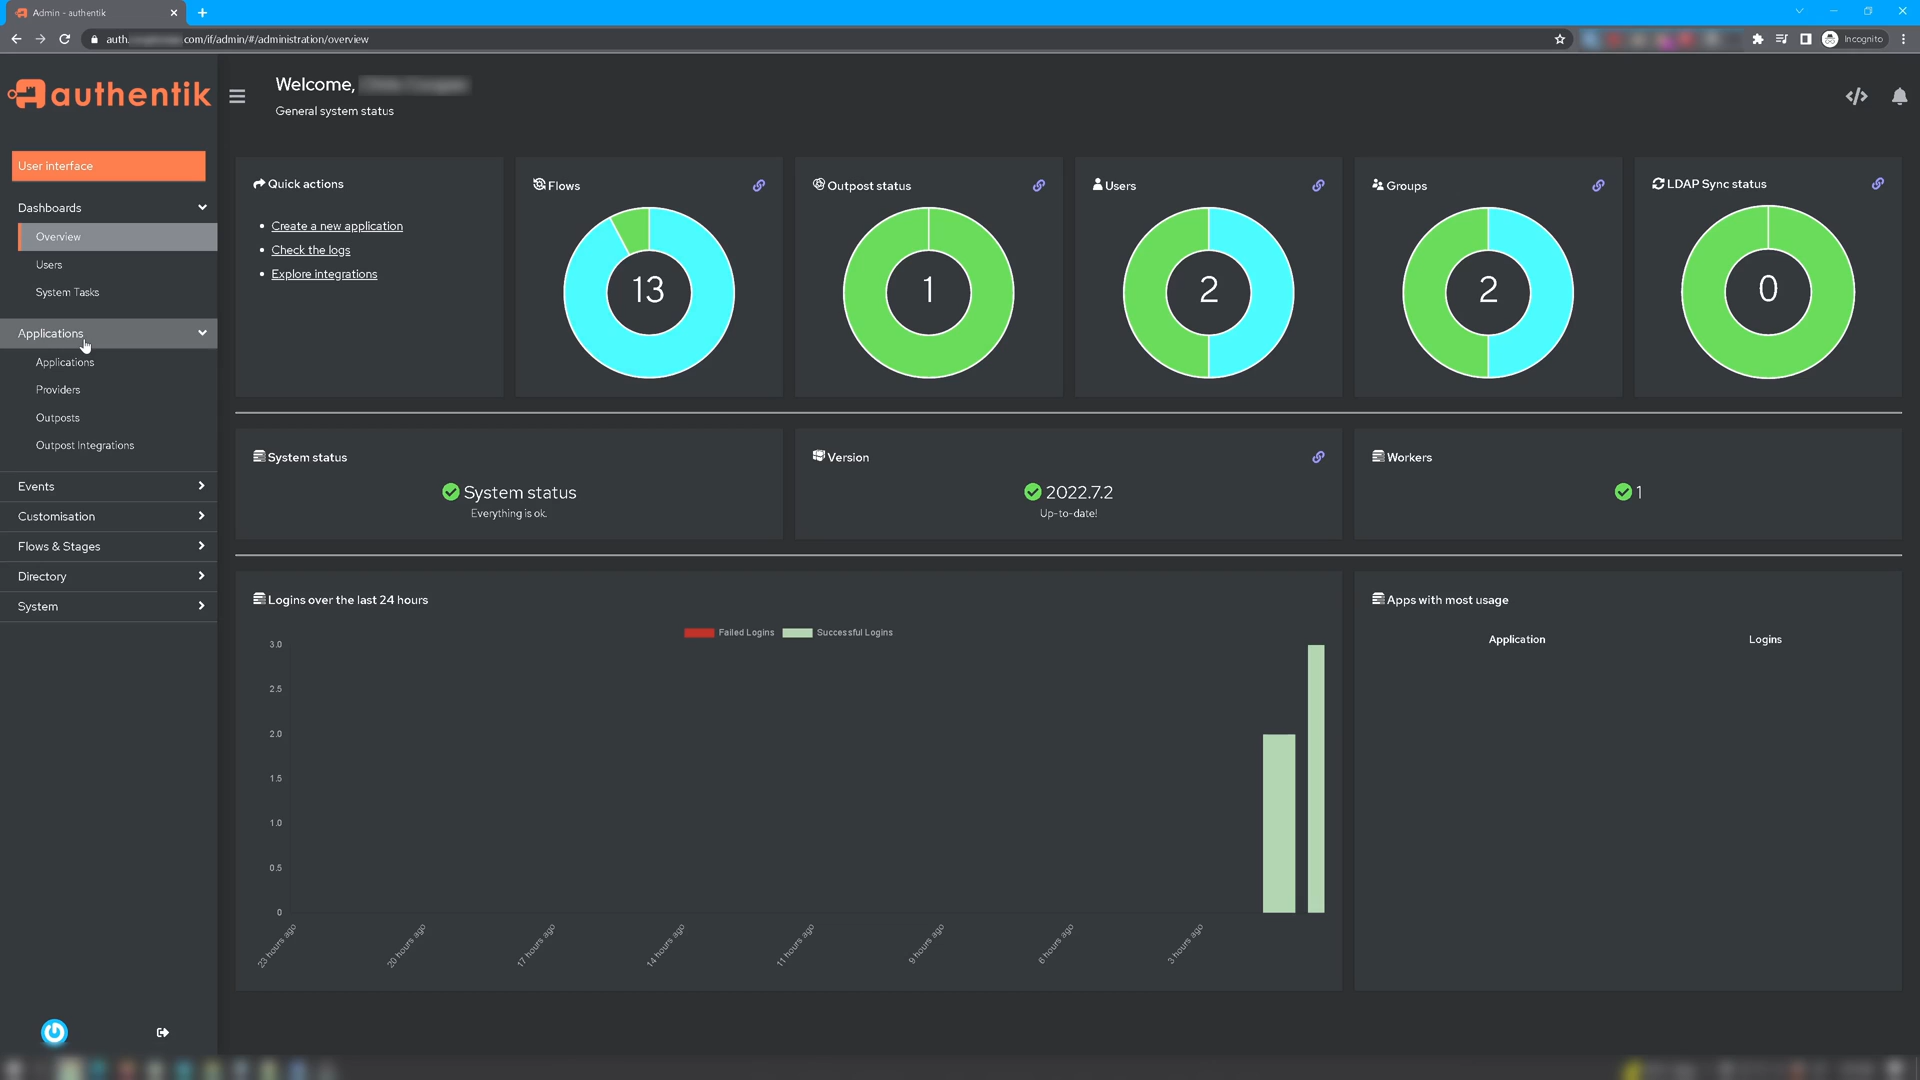 Admin - authentik
auth.
com/if/admin/#/administration/overview
Incognito
authentik
Welcome,
General system status
User interface
Dashboards
Overview
Users
System Tasks
Applications
Applications
Providers
Outposts
Outpost Integrations
Events
Customisation
Flows & Stages
Directory
System
Quick actions
Create a new application
Check the logs
Explore integrations
Flows
13
Outpost status
1
Users
2
Groups
2
LDAP Sync status
0
System status
System status
Everything is ok.
Version
2022.7.2
Up-to-date!
Workers
1
Logins over the last 24 hours
Failed Logins
Successful Logins
3.0
2.5
2.0
1.5
1.0
0.5
0
23 hours ago
20 hours ago
17 hours ago
14 hours ago
11 hours ago
9 hours ago
6 hours ago
3 hours ago
Apps with most usage
Application Logins